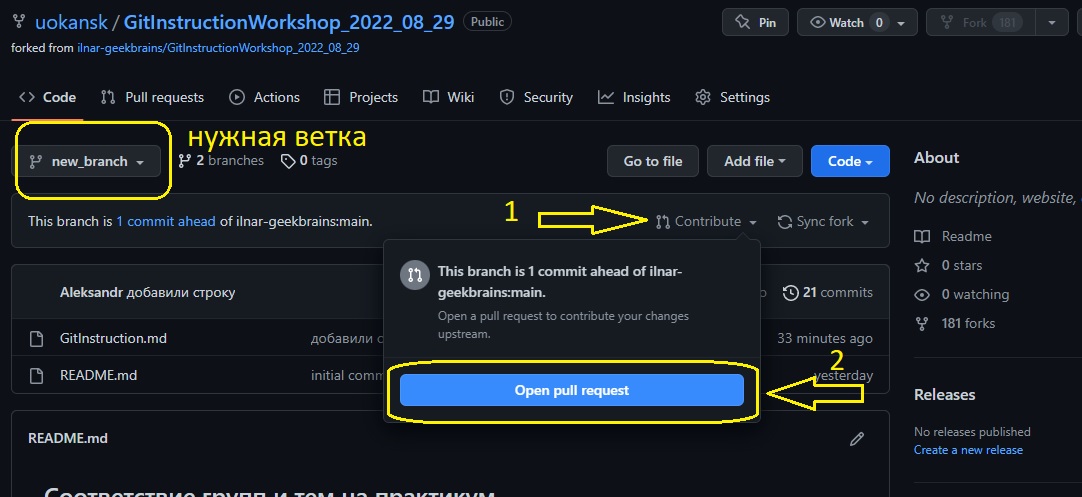 uokansk / GitInstructionWorkshop_2022_08_29 Public
Pin
Watch 0
Fork 181
forked from ilnar-geekbrains/GitInstructionWorkshop_2022_08_29
Code Pull requests Actions Projects Wiki Security Insights Settings
нужная ветка
new_branch
2 branches 0 tags
Go to file Add file Code
This branch is 1 commit ahead of ilnar-geekbrains:main.
1
Contribute Sync fork
This branch is 1 commit ahead of ilnar-
geekbrains:main.
Open a pull request to contribute your changes
upstream.
2
Open pull request
Aleksandr добавили строку
21 commits
GitInstruction.md добавили 33 minutes ago
README.md initial yesterday
README.md
Соответствие групп и тем на практикум
About
No description, website,
Readme
0 stars
0 watching
181 forks
Releases
No releases published
Create a new release